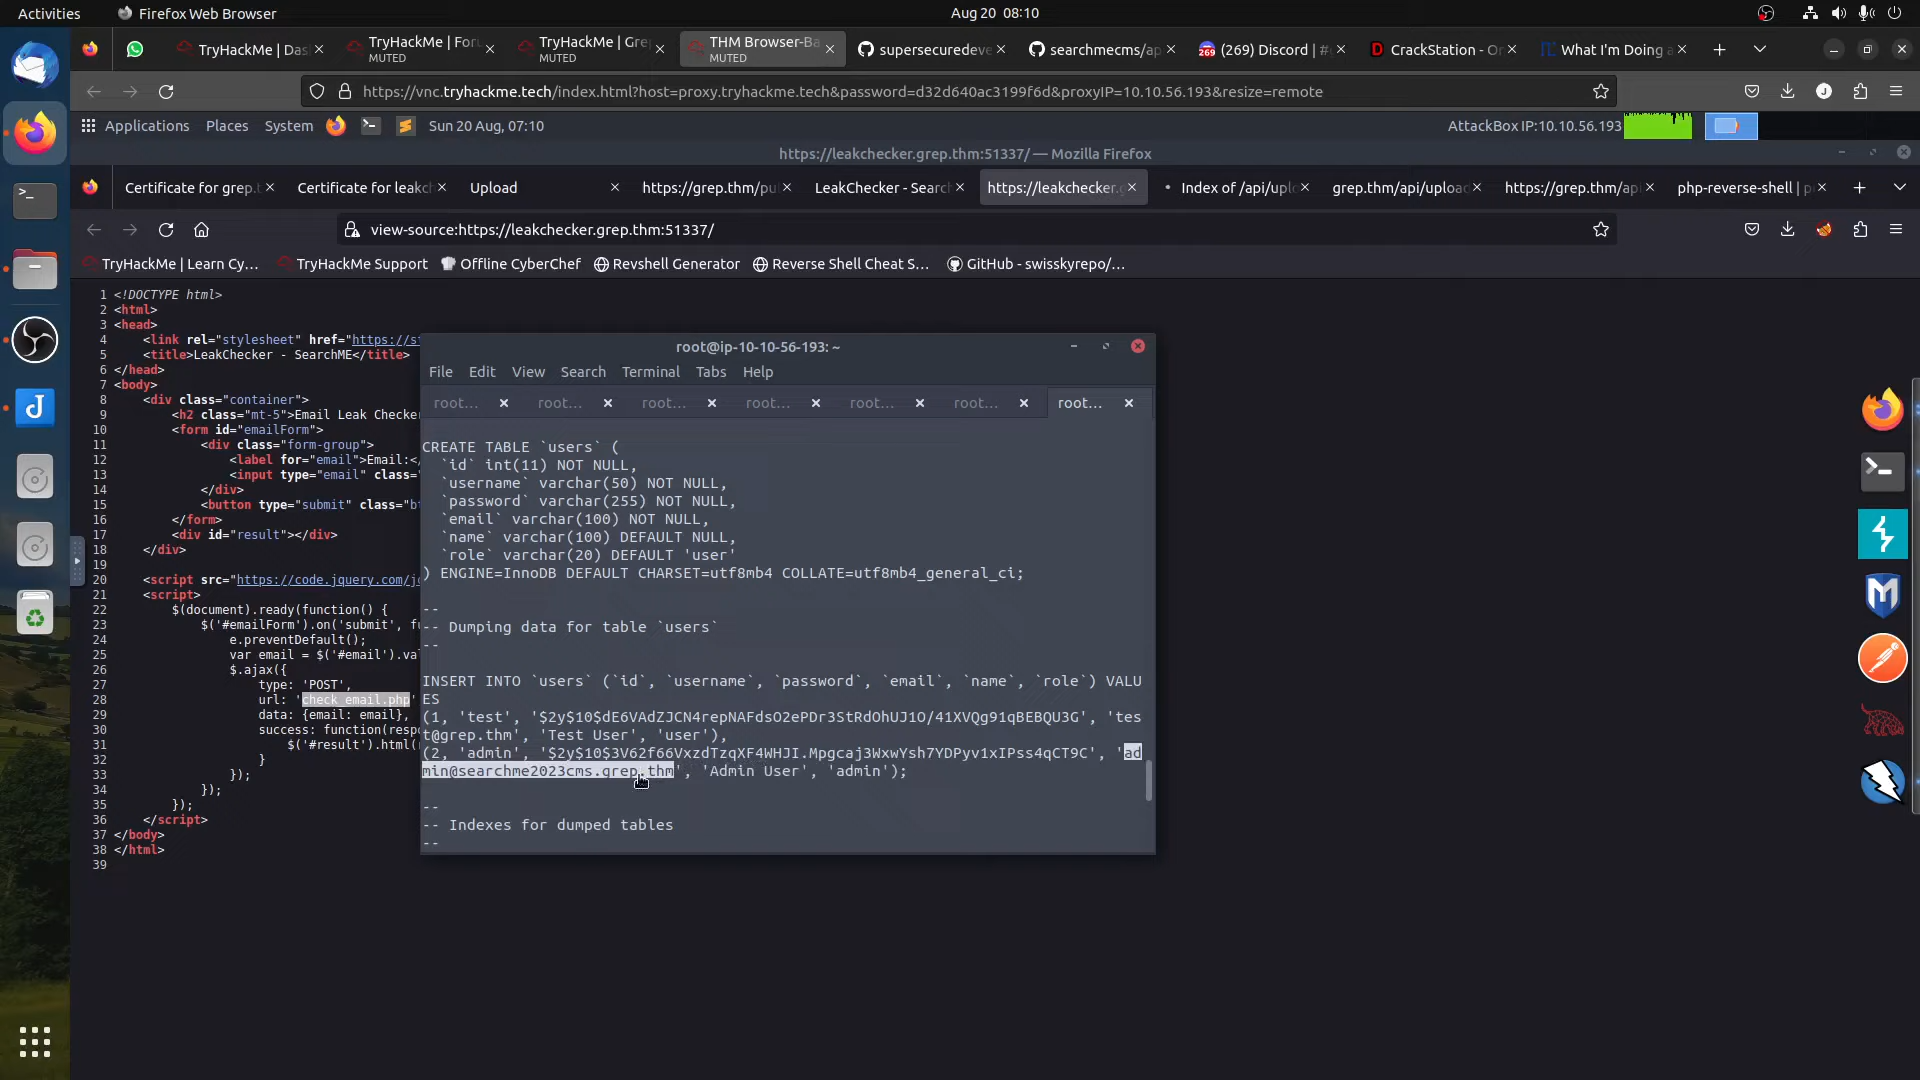 Activities
Firefox Web Browser
Aug 20 08:10
TryHackMe | Das
TryHackMe | For
MUTED
TryHackMe | Gre
MUTED
THM Browser-Ba
MUTED
supersecuredeve
searchmecms/ap
(269) Discord | #
CrackStation - O
What I'm Doing a
https://vnc.tryhackme.tech/index.html?host=proxy.tryhackme.tech&password=d32d640ac3199f6d&proxyIP=10.10.56.193&resize=remote
Applications
Places
System
Sun 20 Aug, 07:10
AttackBox IP:10.10.56.193
https://leakchecker.grep.thm:51337/ — Mozilla Firefox
Certificate for grep.t
Certificate for leakch
Upload
https://grep.thm/pu
LeakChecker - Searc
https://leakchecker.g
Index of /api/uplo
grep.thm/api/upload
https://grep.thm/api
php-reverse-shell | p
view-source:https://leakchecker.grep.thm:51337/
TryHackMe | Learn Cy…
TryHackMe Support
Offline CyberChef
Revshell Generator
Reverse Shell Cheat S…
GitHub - swisskyrepo/…
1 <!DOCTYPE html>
2 <html>
3 <head>
4 <link rel="stylesheet" href="https://st
5 <title>LeakChecker - SearchME</title>
6 </head>
7 <body>
8 <div class="container">
9 <h2 class="mt-5">Email Leak Checker
10 <form id="emailForm">
11 <div class="form-group">
12 <label for="email">Email:</
13 <input type="email" class=
14 </div>
15 <button type="submit" class="bt
16 </form>
17 <div id="result"></div>
18 </div>
19
20 <script src="https://code.jquery.com/jq
21 <script>
22 $(document).ready(function() {
23 $('#emailForm').on('submit', fu
24 e.preventDefault();
25 var email = $('#email').va
26 $.ajax({
27 type: 'POST',
28 url: 'check_email.php'
29 data: {email: email},
30 success: function(resp
31 $('#result').html(r
32 }
33 });
34 });
35 });
36 </script>
37 </body>
38 </html>
39
root@ip-10-10-56-193: ~
File Edit View Search Terminal Tabs Help
root… root… root… root… root… root… root…
CREATE TABLE `users` (
`id` int(11) NOT NULL,
`username` varchar(50) NOT NULL,
`password` varchar(255) NOT NULL,
`email` varchar(100) NOT NULL,
`name` varchar(100) DEFAULT NULL,
`role` varchar(20) DEFAULT 'user'
) ENGINE=InnoDB DEFAULT CHARSET=utf8mb4 COLLATE=utf8mb4_general_ci;
--
-- Dumping data for table `users`
--
INSERT INTO `users` (`id`, `username`, `password`, `email`, `name`, `role`) VALU
ES
(1, 'test', '$2y$10$dE6VAdZJCN4repNAFdsO2ePDr3StRdOhUJ1O/41XVQg91qBEBQU3G', 'tes
t@grep.thm', 'Test User', 'user'),
(2, 'admin', '$2y$10$3V62f66VxzdTzqXF4WHJI.Mpgcaj3WxwYsh7YDPyv1xIPss4qCT9C', 'ad
min@searchme2023cms.grep.thm', 'Admin User', 'admin');
--
-- Indexes for dumped tables
--